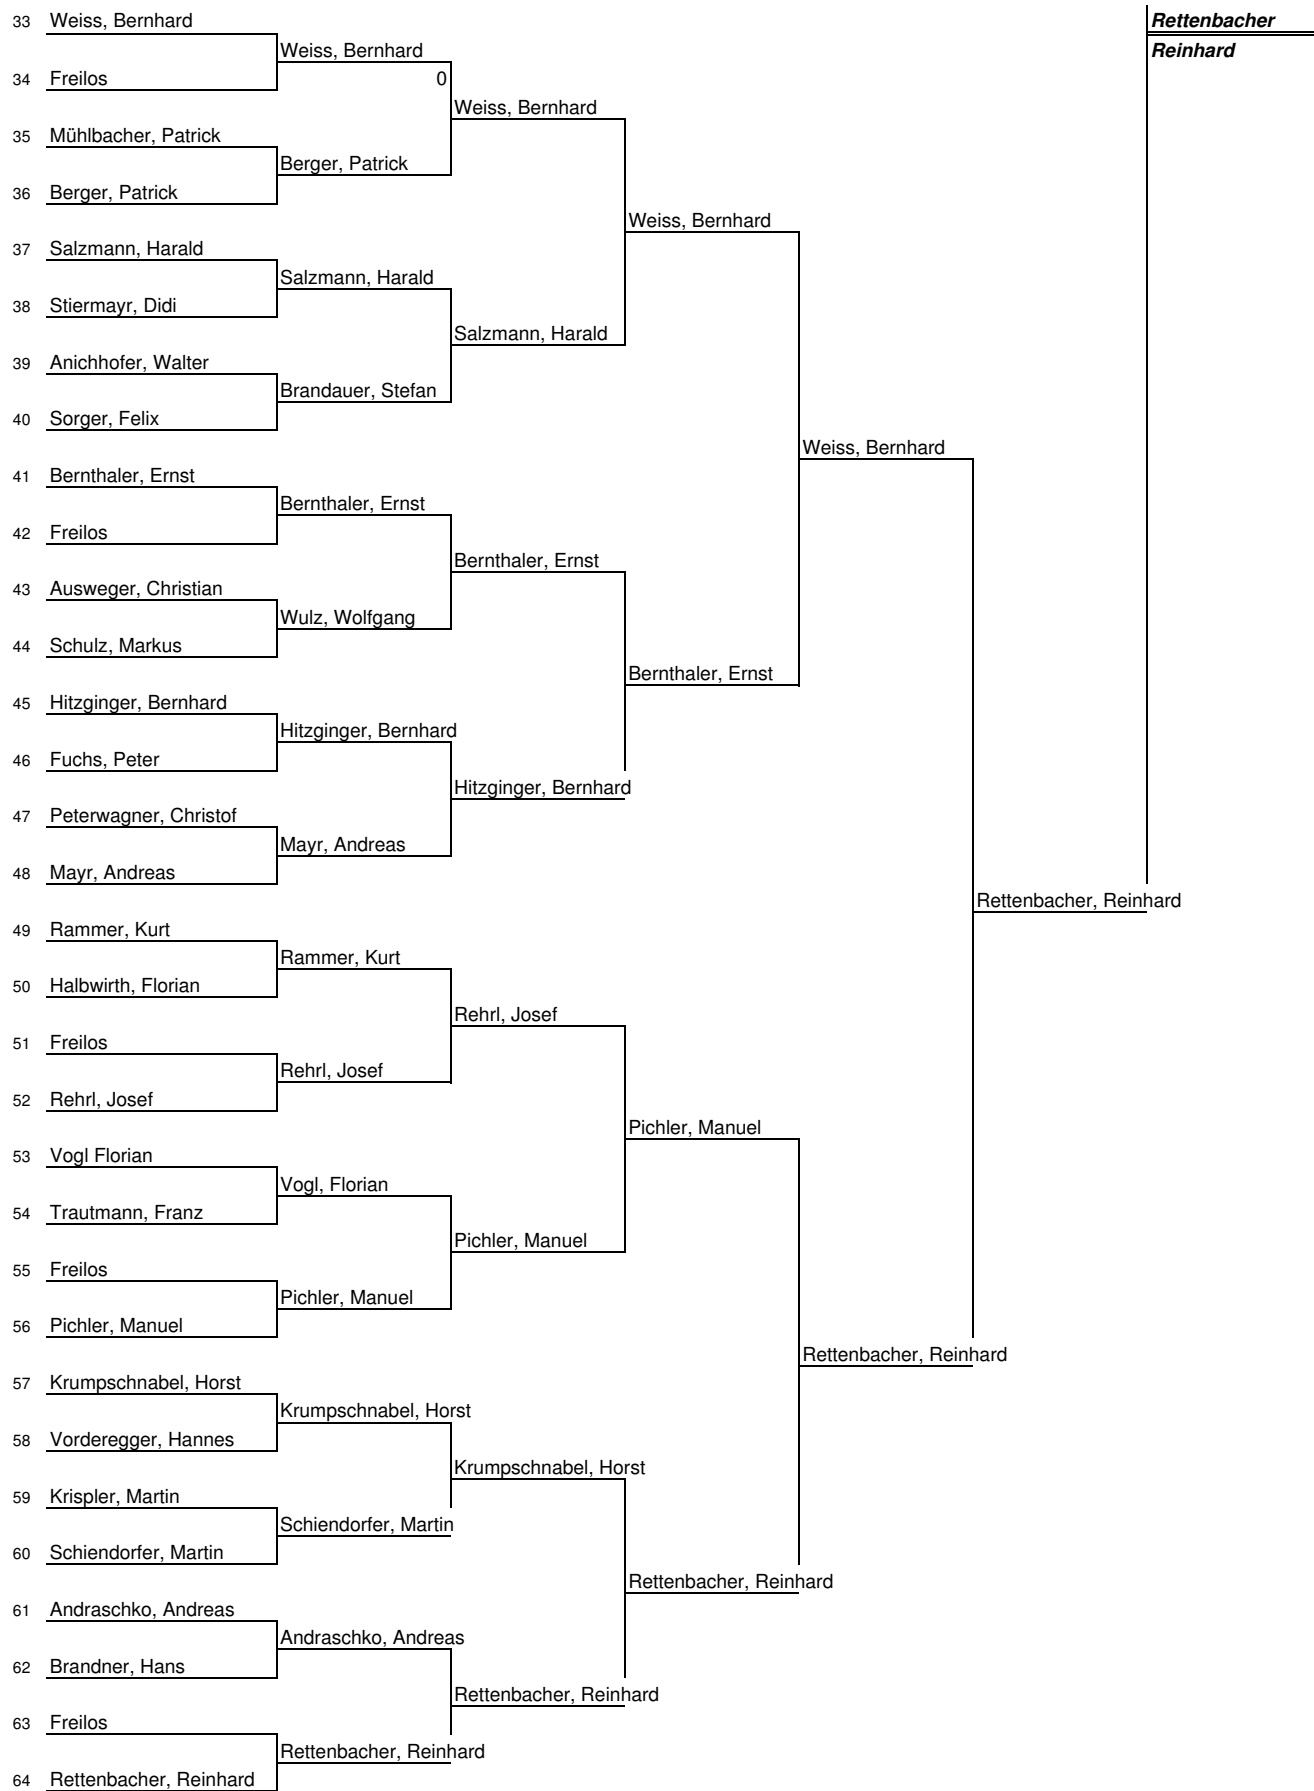 33 Weiss, Bernhard
Rettenbacher
Weiss, Bernhard
Reinhard
34 Freilos
0
Weiss, Bernhard
35 Mühlbacher, Patrick
Berger, Patrick
36 Berger, Patrick
Weiss, Bernhard
37 Salzmann, Harald
Salzmann, Harald
38 Stiermayr, Didi
Salzmann, Harald
39 Anichhofer, Walter
Brandauer, Stefan
40 Sorger, Felix
Weiss, Bernhard
41 Bernthaler, Ernst
Bernthaler, Ernst
42 Freilos
Bernthaler, Ernst
43 Ausweger, Christian
Wulz, Wolfgang
44 Schulz, Markus
Bernthaler, Ernst
45 Hitzginger, Bernhard
Hitzginger, Bernhard
46 Fuchs, Peter
Hitzginger, Bernhard
47 Peterwagner, Christof
Mayr, Andreas
48 Mayr, Andreas
Rettenbacher, Reinhard
49 Rammer, Kurt
Rammer, Kurt
50 Halbwirth, Florian
Rehrl, Josef
51 Freilos
Rehrl, Josef
52 Rehrl, Josef
Pichler, Manuel
53 Vogl Florian
Vogl, Florian
54 Trautmann, Franz
Pichler, Manuel
55 Freilos
Pichler, Manuel
56 Pichler, Manuel
Rettenbacher, Reinhard
57 Krumpschnabel, Horst
Krumpschnabel, Horst
58 Vorderegger, Hannes
Krumpschnabel, Horst
59 Krispler, Martin
Schiendorfer, Martin
60 Schiendorfer, Martin
Rettenbacher, Reinhard
61 Andraschko, Andreas
Andraschko, Andreas
62 Brandner, Hans
Rettenbacher, Reinhard
63 Freilos
Rettenbacher, Reinhard
64 Rettenbacher, Reinhard